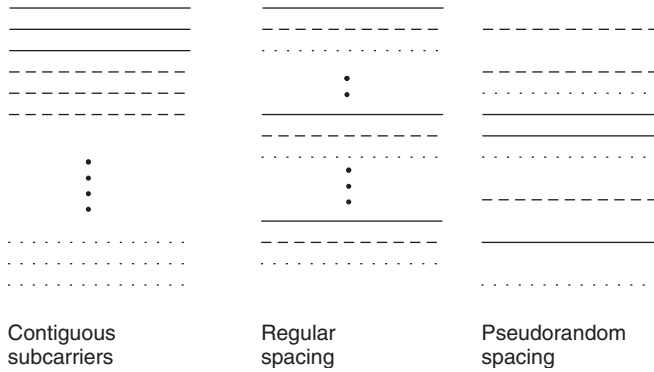 Contiguous
subcarriers
Regular
spacing
Pseudorandom
spacing